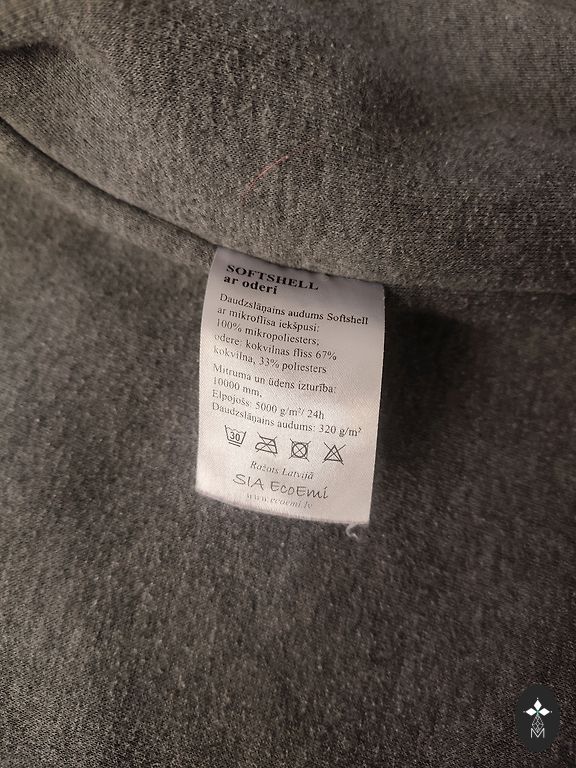 SOFTSHELL
ar oderi
Daudzslāņains audums Softshell
ar mikroflīsa iekšpusi:
100% mikropoliesters;
odere: kokvilnas flīss 67%
kokvilna, 33% poliesters
Mitruma un ūdens izturība:
10000 mm,
Elpojošs: 5000 g/m²/ 24h
Daudzslāņains audums: 320 g/m²
30
Ražots Latvijā
SIA EcoEmi
www.ecoemi.lv
M